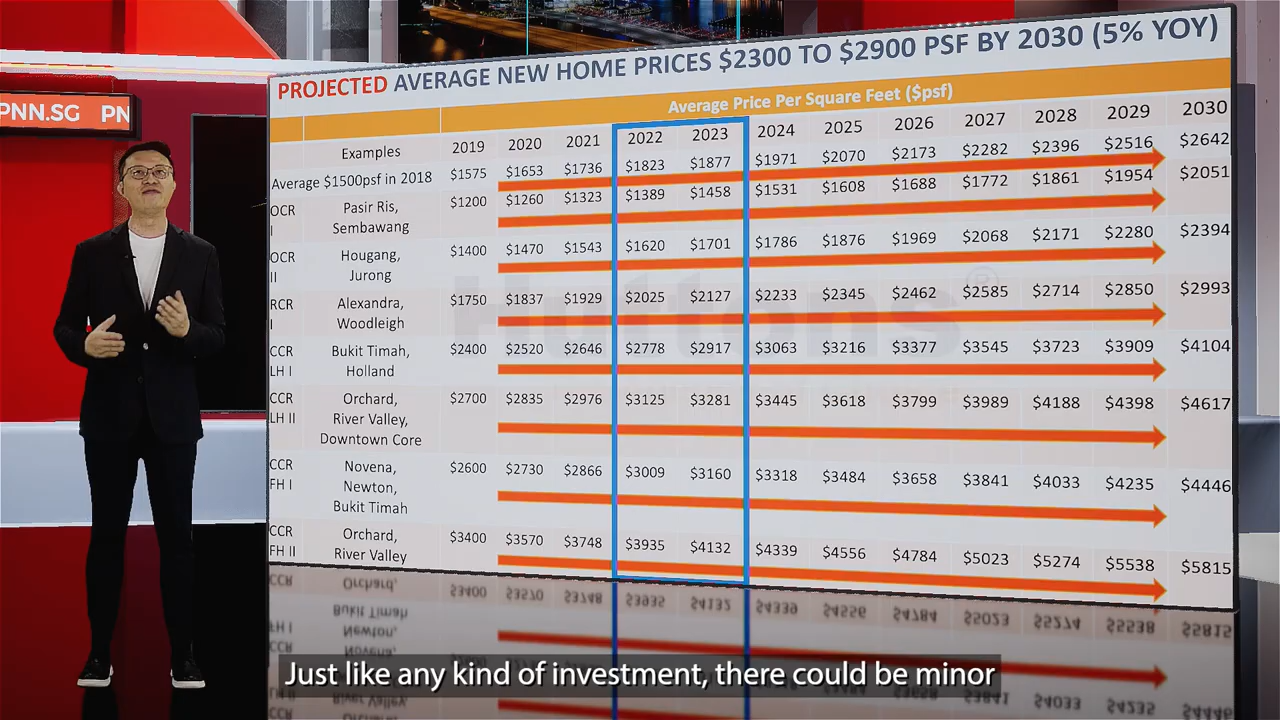 PNN.SG PN
PROJECTED AVERAGE NEW HOME PRICES $2300 TO $2900 PSF BY 2030 (5% YOY)
Average Price Per Square Feet ($psf)
Examples 2019 2020 2021 2022 2023 2024 2025 2026 2027 2028 2029 2030
Average $1500psf in 2018 $1575 $1653 $1736 $1823 $1877 $1971 $2070 $2173 $2282 $2396 $2516 $2642
OCR I Pasir Ris, Sembawang $1200 $1260 $1323 $1389 $1458 $1531 $1608 $1688 $1772 $1861 $1954 $2051
OCR II Hougang, Jurong $1400 $1470 $1543 $1620 $1701 $1786 $1876 $1969 $2068 $2171 $2280 $2394
RCR I Alexandra, Woodleigh $1750 $1837 $1929 $2025 $2127 $2233 $2345 $2462 $2585 $2714 $2850 $2993
CCR LH I Bukit Timah, Holland $2400 $2520 $2646 $2778 $2917 $3063 $3216 $3377 $3545 $3723 $3909 $4104
CCR LH II Orchard, River Valley, Downtown Core $2700 $2835 $2976 $3125 $3281 $3445 $3618 $3799 $3989 $4188 $4398 $4617
CCR FH I Novena, Newton, Bukit Timah $2600 $2730 $2866 $3009 $3160 $3318 $3484 $3658 $3841 $4033 $4235 $4446
CCR FH II Orchard, River Valley $3400 $3570 $3748 $3935 $4132 $4339 $4556 $4784 $5023 $5274 $5538 $5815
Huttons®
Just like any kind of investment, there could be minor